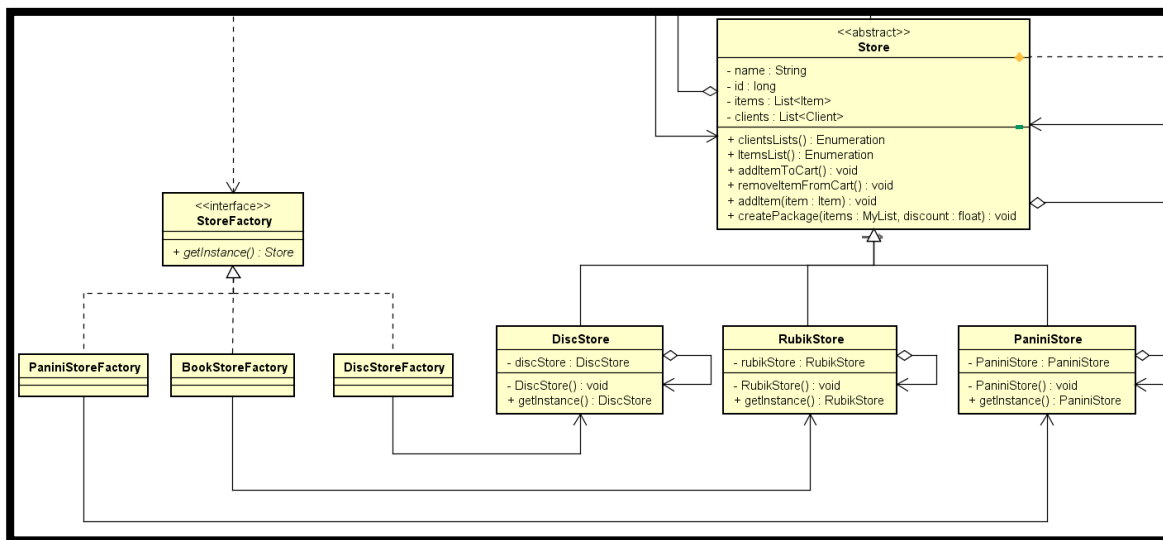 <<abstract>>
Store
- name : String
- id : long
- items : List<Item>
- clients : List<Client>
+ clientsLists() : Enumeration
+ ItemsList() : Enumeration
+ addItemToCart() : void
+ removeItemFromCart() : void
+ addItem(item : Item) : void
+ createPackage(items : MyList, discount : float) : void
<<interface>>
StoreFactory
+ getInstance() : Store
PaniniStoreFactory
BookStoreFactory
DiscStoreFactory
DiscStore
- discStore : DiscStore
- DiscStore() : void
+ getInstance() : DiscStore
RubikStore
- rubikStore : RubikStore
- RubikStore() : void
+ getInstance() : RubikStore
PaniniStore
- PaniniStore : PaniniStore
- PaniniStore() : void
+ getInstance() : PaniniStore